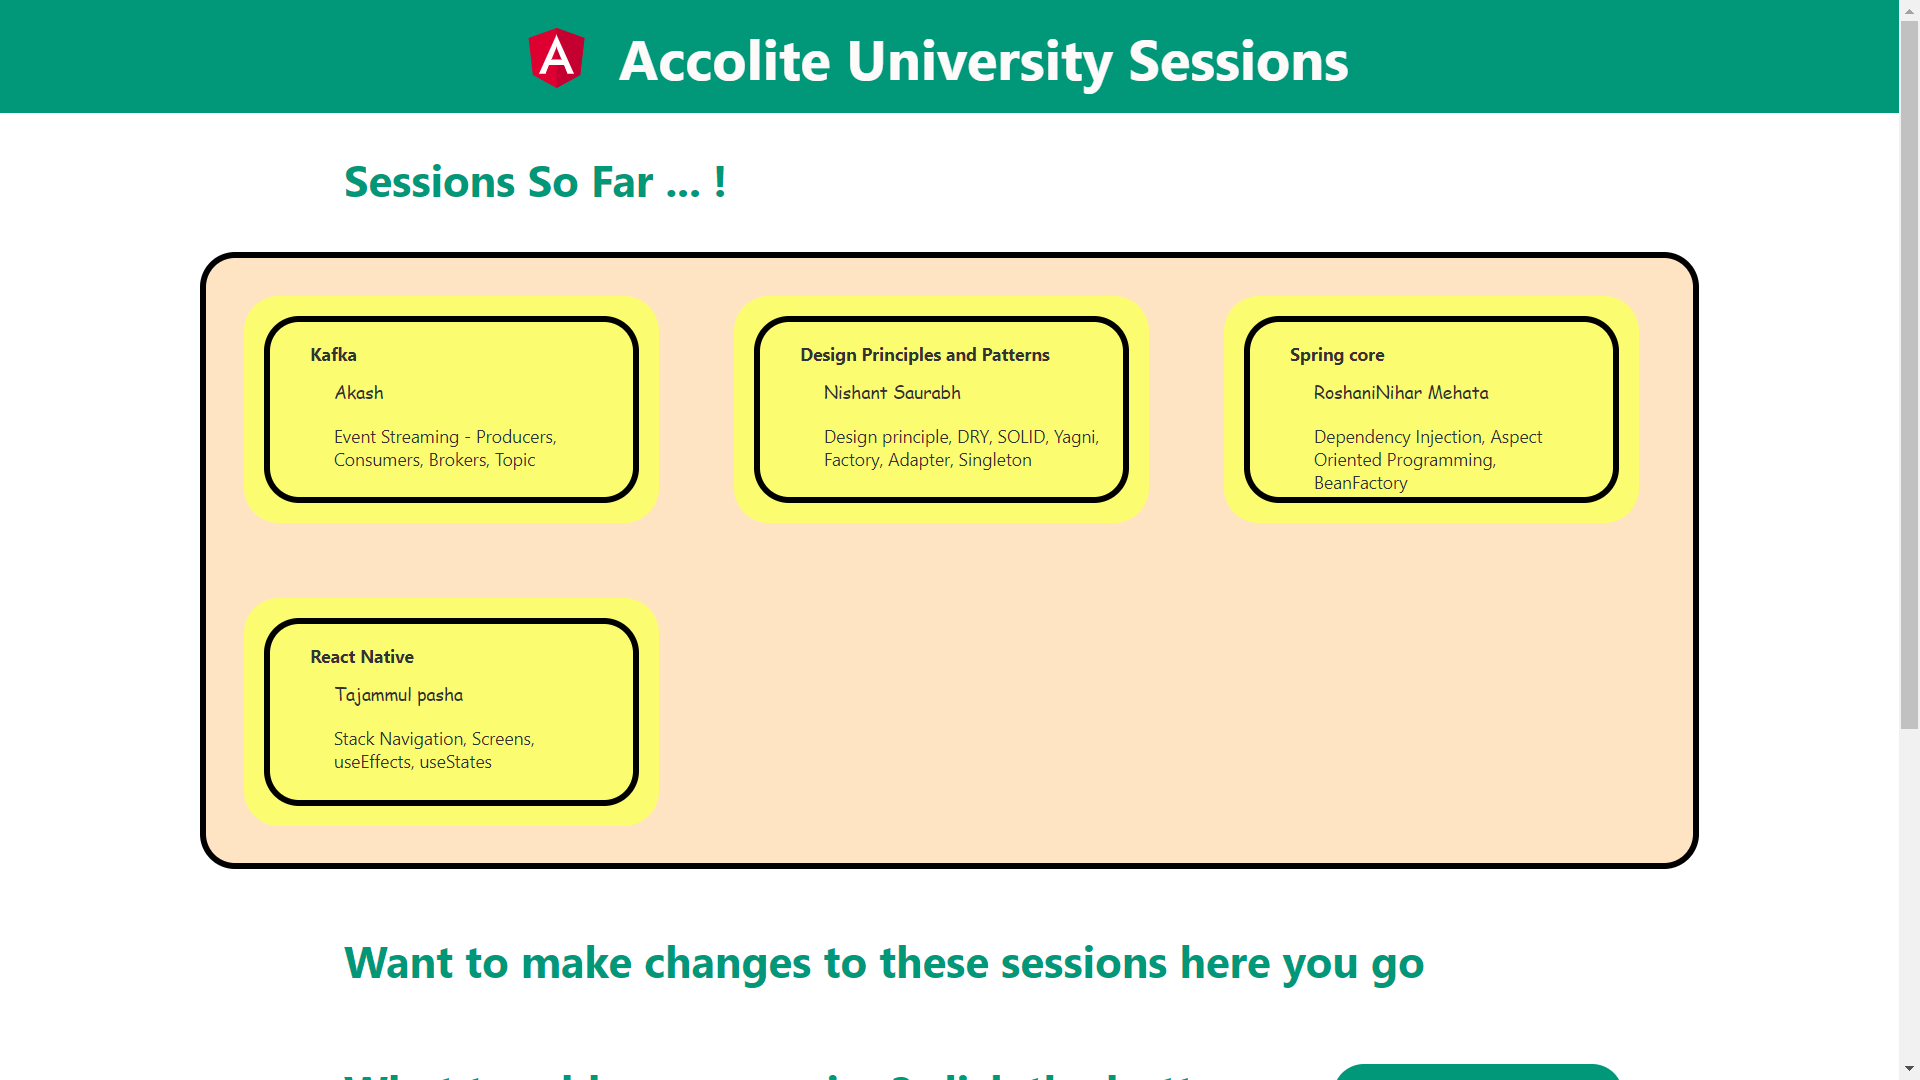 Accolite University Sessions
Sessions So Far ... !
Kafka
Akash
Event Streaming - Producers,
Consumers, Brokers, Topic
Design Principles and Patterns
Nishant Saurabh
Design principle, DRY, SOLID, Yagni,
Factory, Adapter, Singleton
Spring core
RoshaniNihar Mehata
Dependency Injection, Aspect
Oriented Programming,
BeanFactory
React Native
Tajammul pasha
Stack Navigation, Screens,
useEffects, useStates
Want to make changes to these sessions here you go